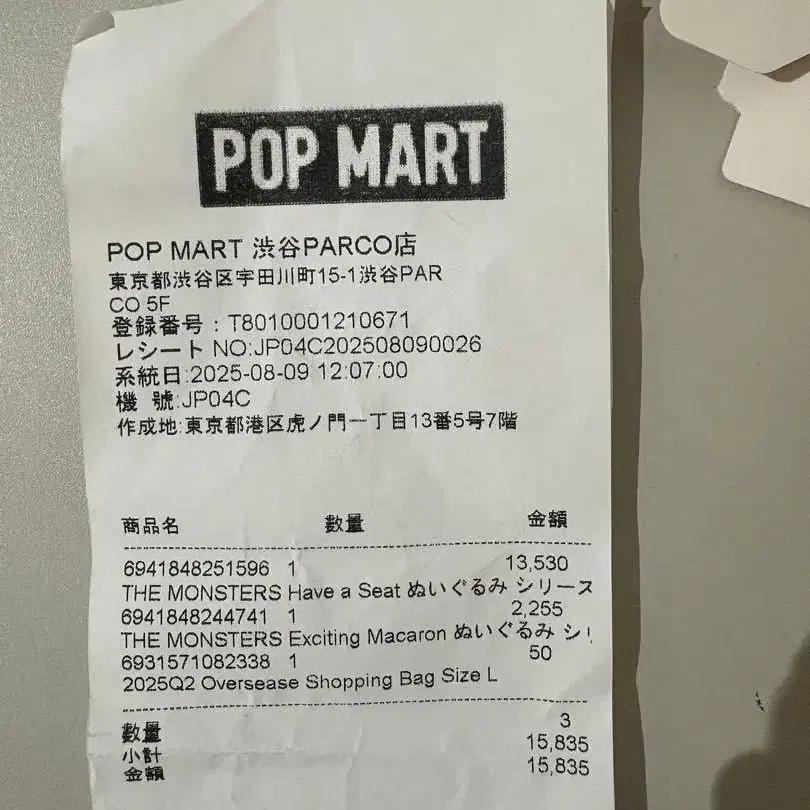 POP MART
POP MART 渋谷PARCO店
東京都渋谷区宇田川町15-1渋谷PAR
CO 5F
登録番号：T8010001210671
レシート NO:JP04C202508090026
系統日:2025-08-09 12:07:00
機 號:JP04C
作成地:東京都港区虎ノ門一丁目13番5号7階
商品名 數量 金額
6941848251596 1 13,530
THE MONSTERS Have a Seat ぬいぐるみ シリーズ
6941848244741 1 2,255
THE MONSTERS Exciting Macaron ぬいぐるみ シリ
6931571082338 1 50
2025Q2 Oversease Shopping Bag Size L
數量 3
小計 15,835
金額 15,835